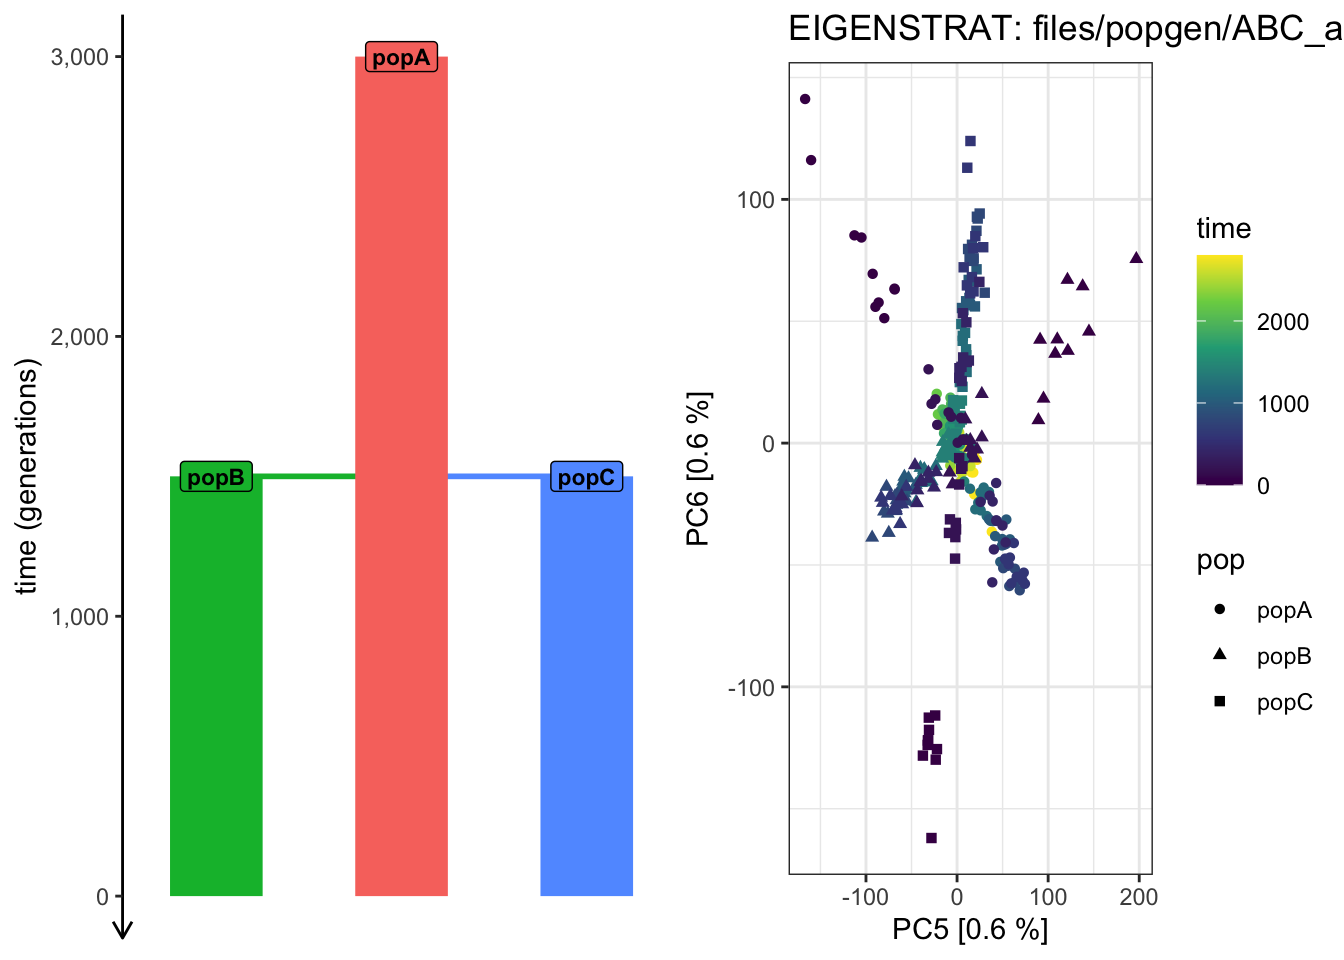 3,000
2,000
1,000
0
time (generations)
popA
popB
popC
EIGENSTRAT: files/popgen/ABC_a
100
0
-100
PC6 [0.6 %]
-100
0
100
200
PC5 [0.6 %]
time
2000
1000
0
pop
popA
popB
popC